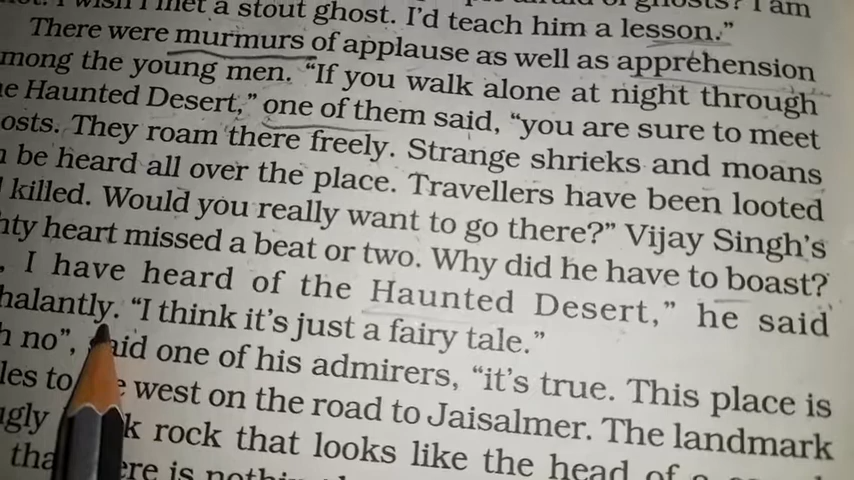 I wish I met a stout ghost. I'd teach him a lesson."
There were murmurs of applause as well as apprehension
mong the young men. "If you walk alone at night through
e Haunted Desert," one of them said, "you are sure to meet
osts. They roam there freely. Strange shrieks and moans
be heard all over the place. Travellers have been looted
killed. Would you really want to go there?" Vijay Singh's
hty heart missed a beat or two. Why did he have to boast?
, I have heard of the Haunted Desert," he said
halantly. "I think it's just a fairy tale."
h no", said one of his admirers, "it's true. This place is
les to west on the road to Jaisalmer. The landmark
ugly k rock that looks like the head of a
tha ere is